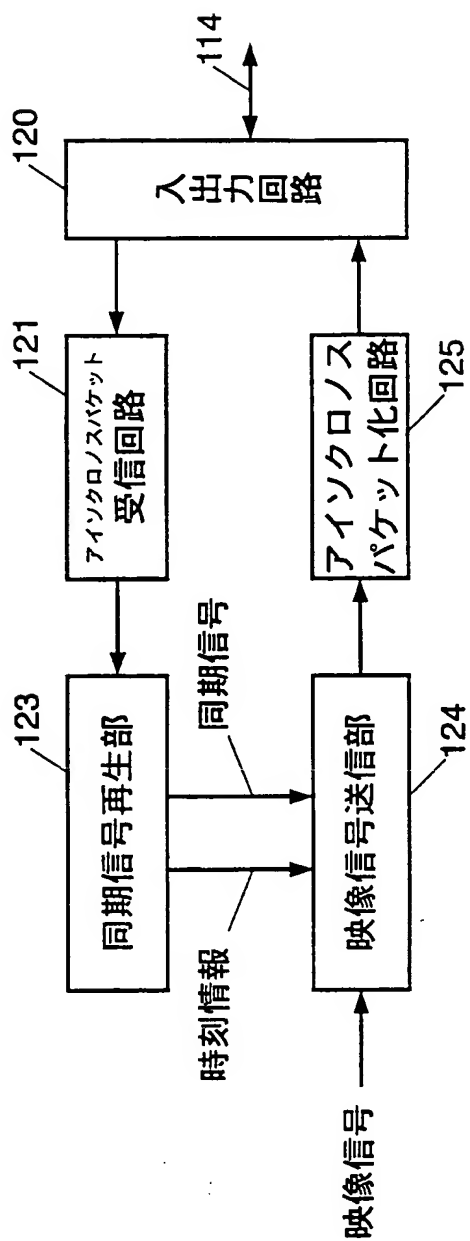 114
120
入出力回路
121
アイソクロノスパケット
受信回路
アイソクロノス
パケット化回路
125
123
同期信号再生部
同期信号
時刻情報
映像信号送信部
124
映像信号